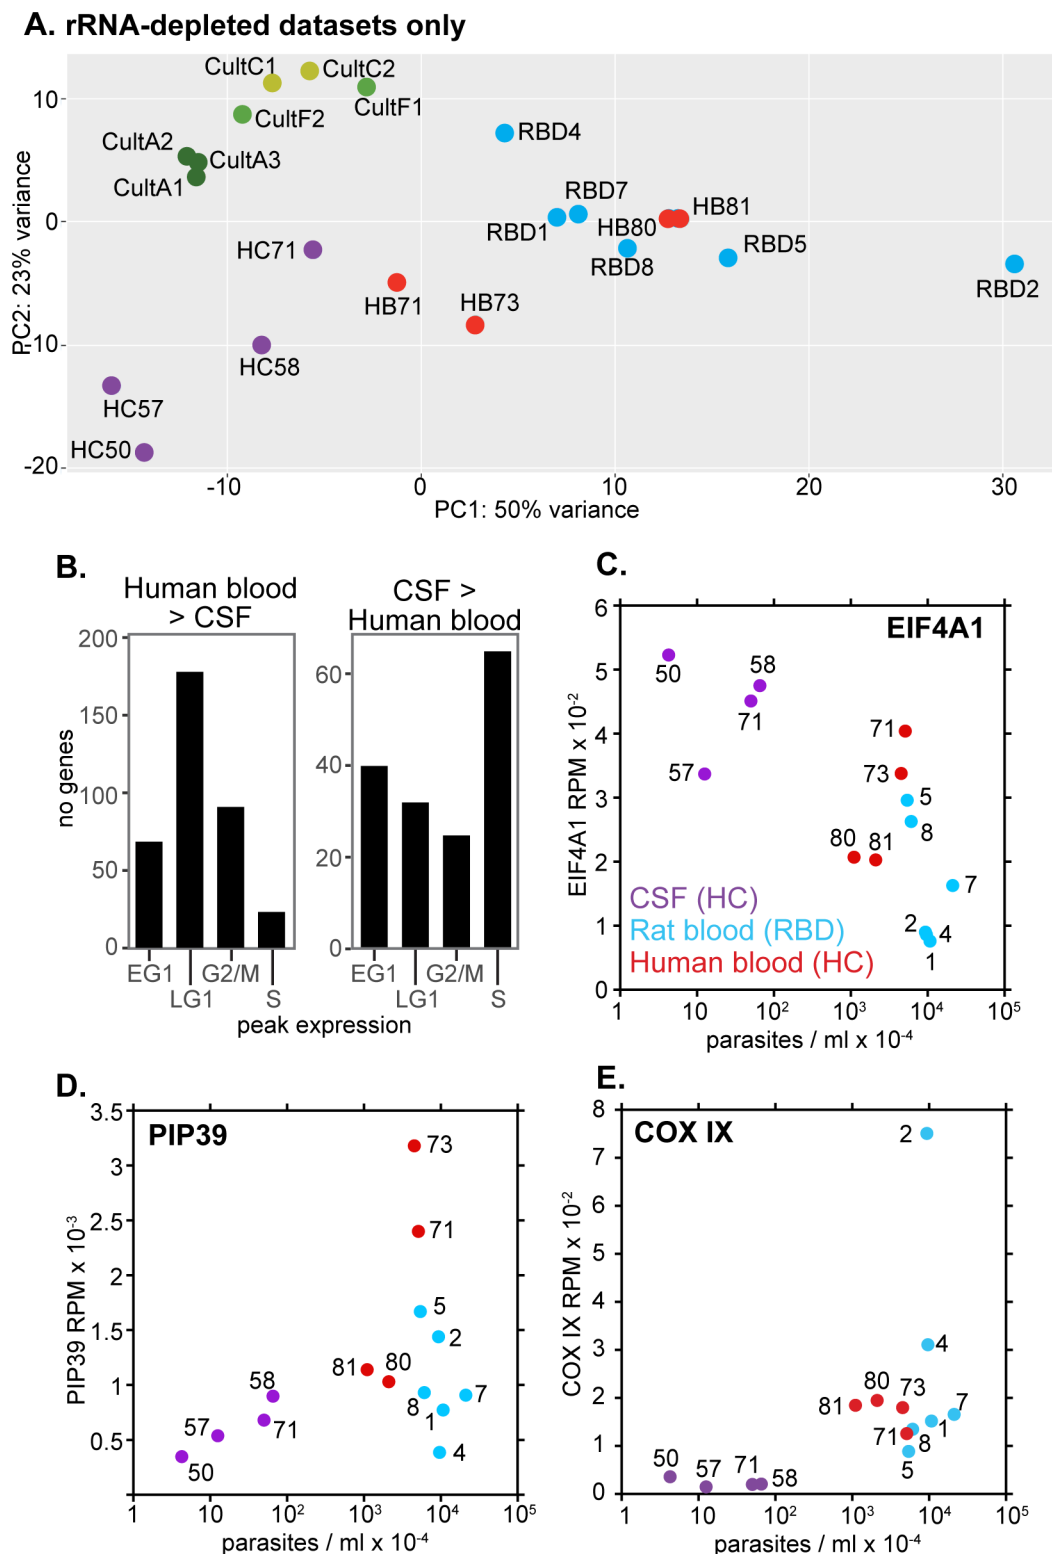 A. rRNA-depleted datasets only
CultC1
CultC2
CultF1
CultF2
CultA2
CultA3
CultA1
RBD4
RBD7
RBD1
HB80
HB81
RBD8
RBD5
RBD2
HC71
HB71
HB73
HC58
HC57
HC50
PC2: 23% variance
10
0
-10
-20
-10
0
10
20
30
PC1: 50% variance
B.
Human blood
> CSF
CSF >
Human blood
no genes
200
150
100
50
0
60
40
20
0
EG1
LG1
G2/M
S
EG1
LG1
G2/M
S
peak expression
C.
EIF4A1
EIF4A1 RPM x 10-2
6
5
4
3
2
1
0
50
58
71
57
71
73
5
8
80
81
7
2
4
1
CSF (HC)
Rat blood (RBD)
Human blood (HC)
1
10
10²
10³
10⁴
10⁵
parasites / ml x 10-4
D.
PIP39
PIP39 RPM x 10-3
3.5
3
2.5
2
1.5
1
0.5
73
71
5
2
81
80
8
1
7
4
58
57
71
50
1
10
10²
10³
10⁴
10⁵
parasites / ml x 10-4
E.
COX IX
COX IX RPM x 10-2
8
7
6
5
4
3
2
1
0
2
4
80
73
81
7
71
8
1
5
50
57
71
58
1
10
10²
10³
10⁴
10⁵
parasites / ml x 10-4